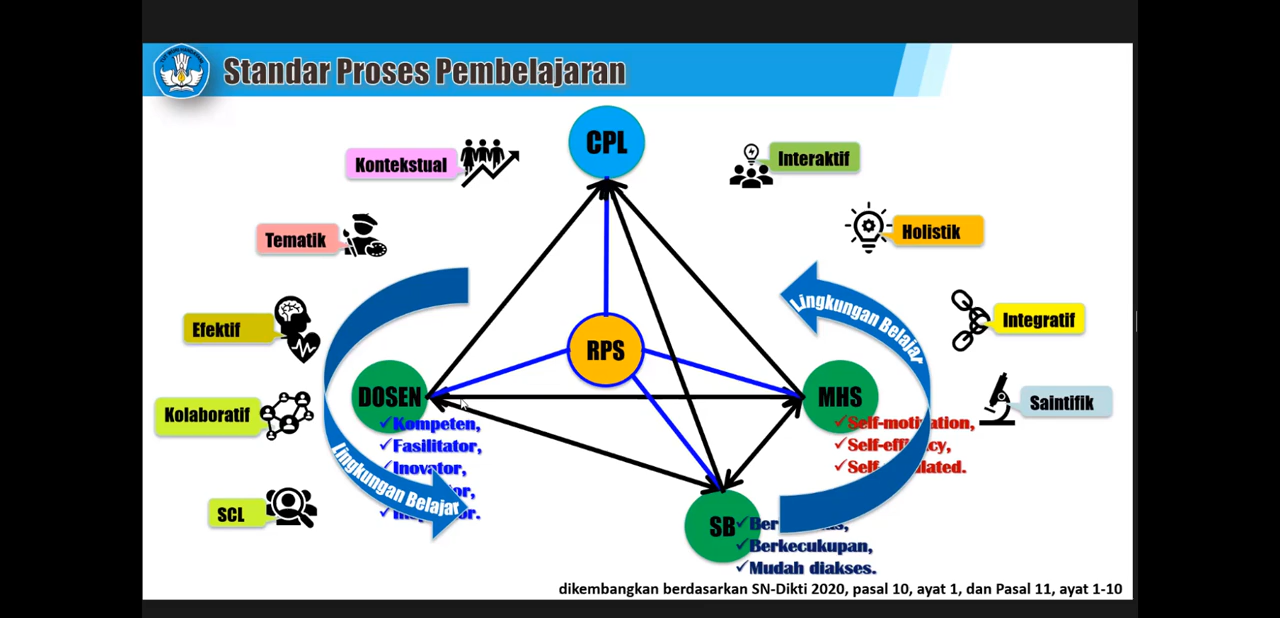 Standar Proses Pembelajaran
CPL
Kontekstual
Interaktif
Tematik
Holistik
Efektif
Lingkungan Belajar
Integratif
RPS
DOSEN
MHS
Kolaboratif
Saintifik
Kompeten,
Fasilitator,
Inovator,
Self-motivation,
Lingkungan Belajar
SCL
SB
Berkecukupan,
Mudah diakses.
dikembangkan berdasarkan SN-Dikti 2020, pasal 10, ayat 1, dan Pasal 11, ayat 1-10